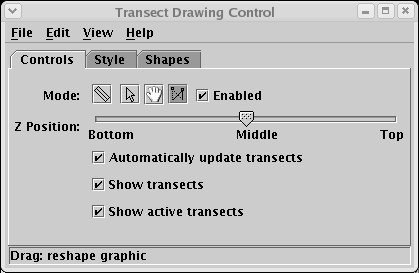 Transect Drawing Control
File Edit View Help
Controls Style Shapes
Mode: Enabled
Z Position:
Bottom Middle Top
Automatically update transects
Show transects
Show active transects
Drag: reshape graphic